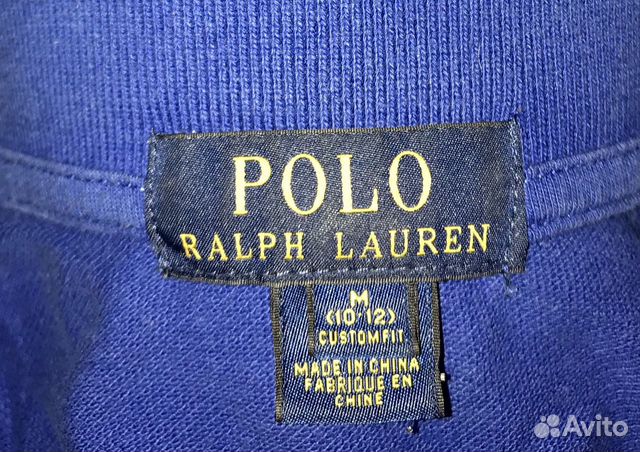 POLO
RALPH LAUREN
M
(10-12)
CUSTOM FIT
MADE IN CHINA
FABRIQUE EN
CHINE
Avito